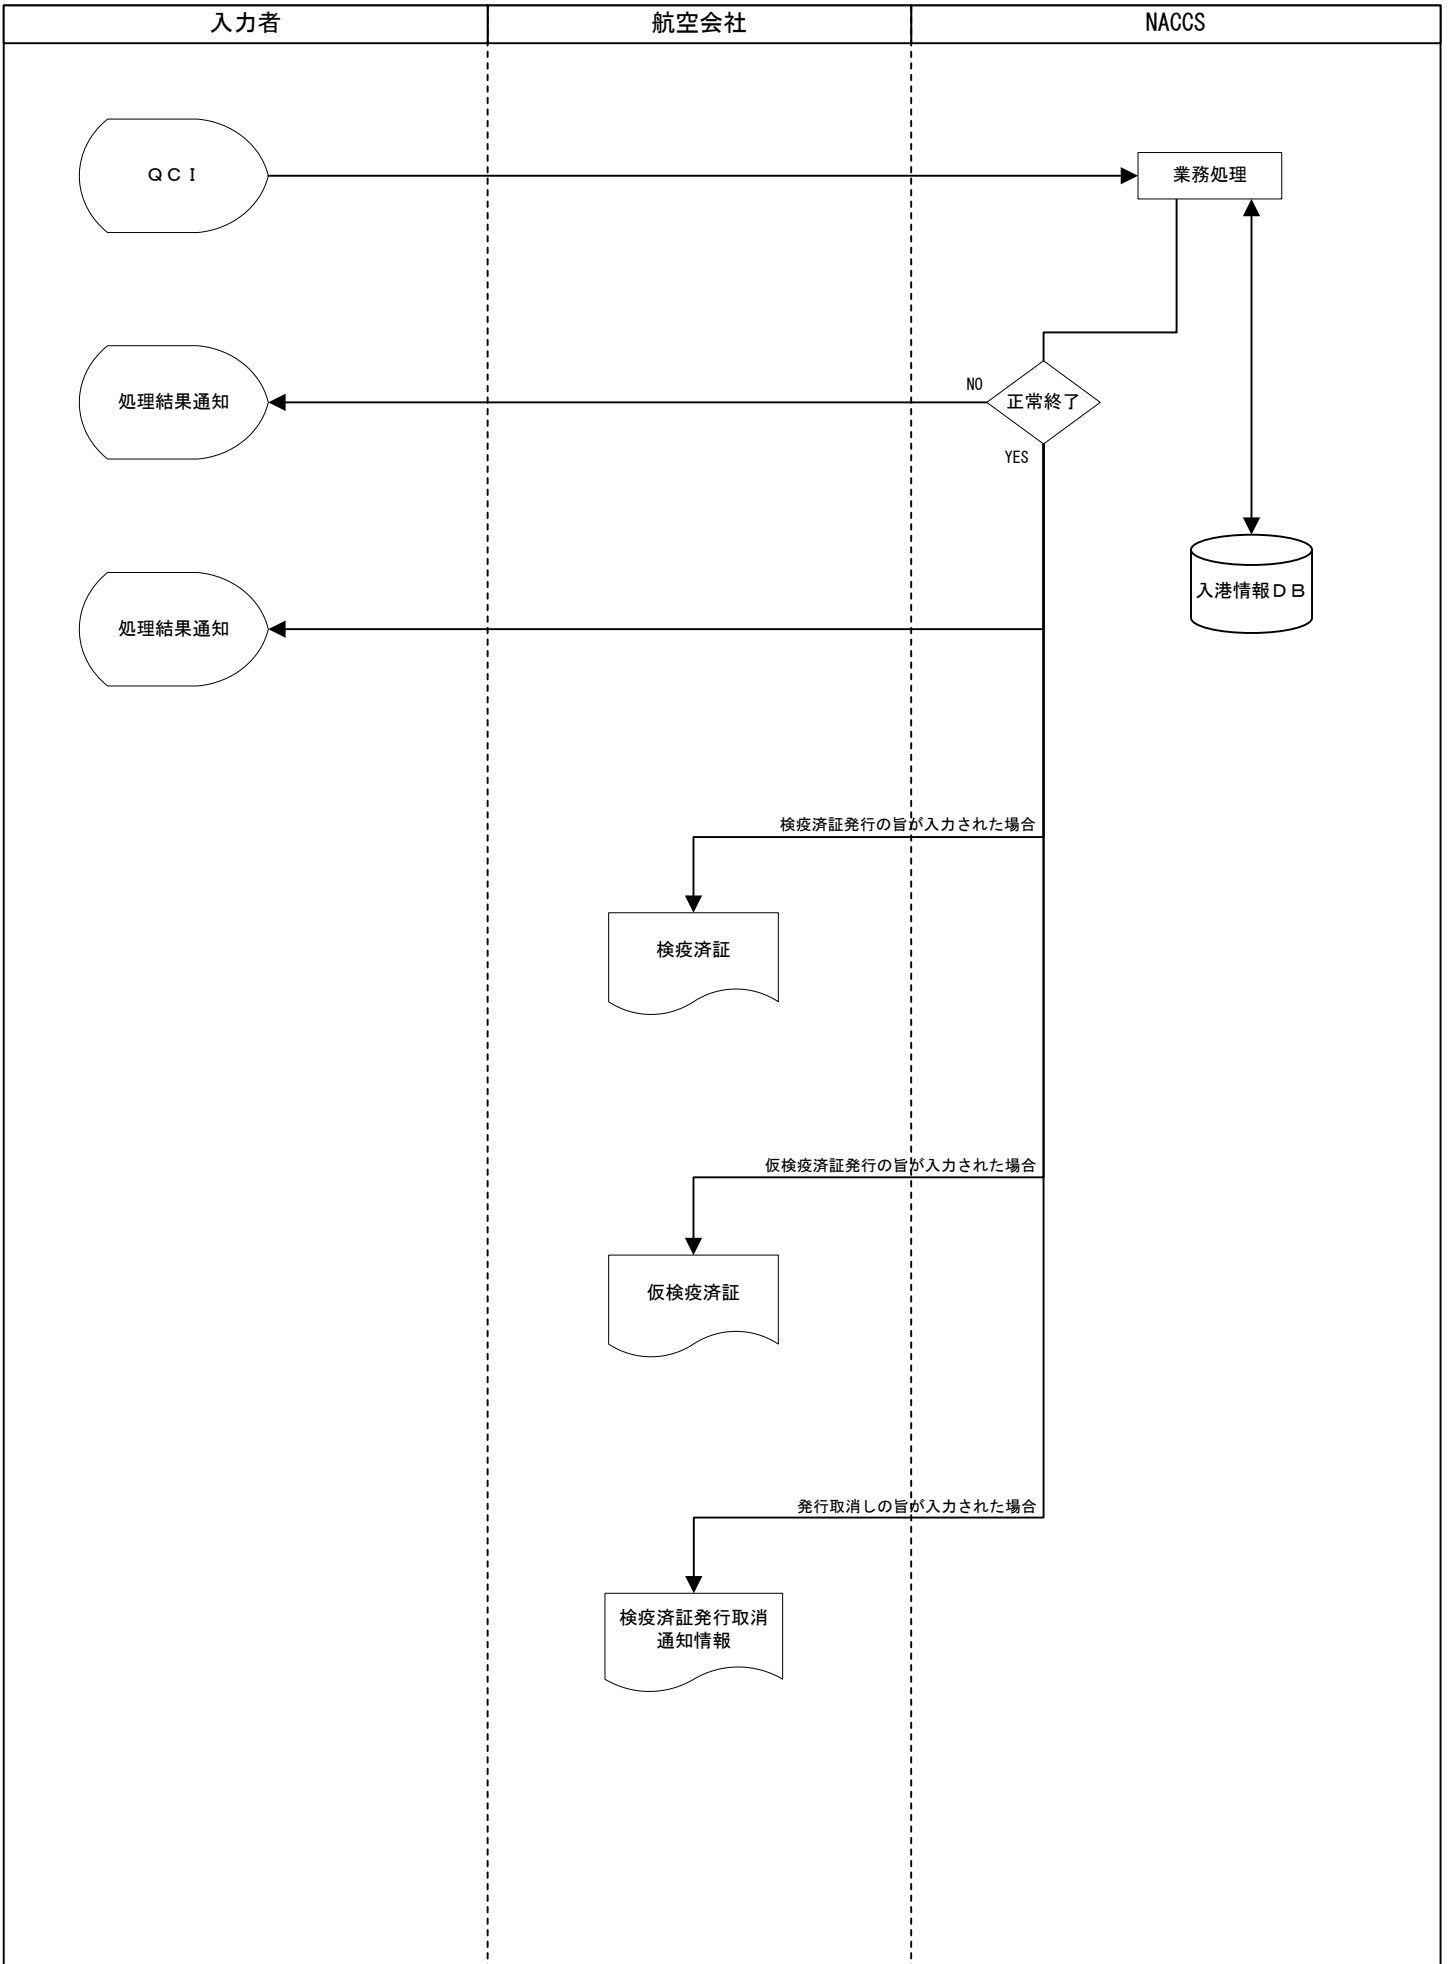 入力者
航空会社
NACCS
ＱＣＩ
業務処理
NO
正常終了
処理結果通知
YES
入港情報ＤＢ
処理結果通知
検疫済証発行の旨が入力された場合
検疫済証
仮検疫済証発行の旨が入力された場合
仮検疫済証
発行取消しの旨が入力された場合
検疫済証発行取消
通知情報